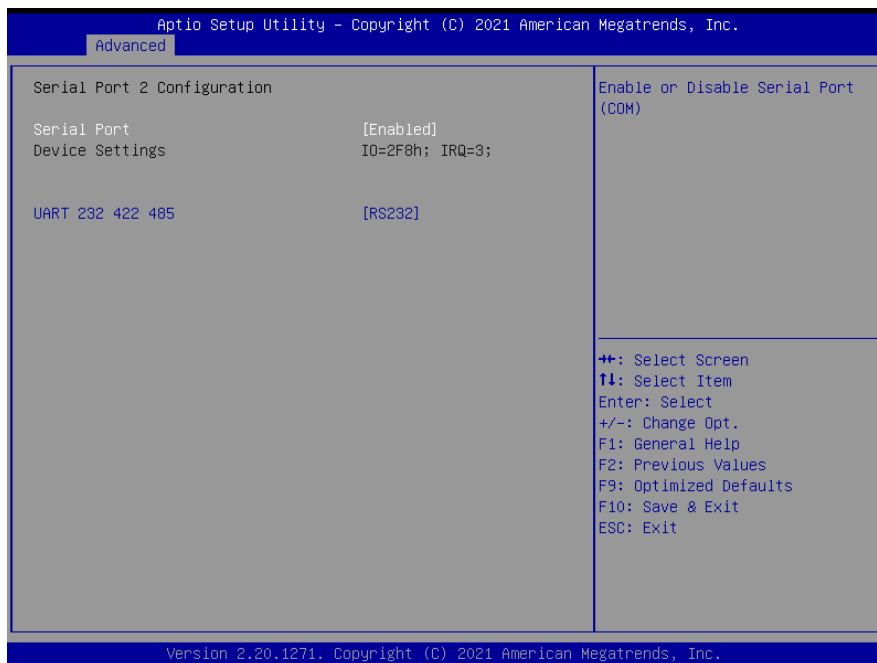 Aptio Setup Utility – Copyright (C) 2021 American Megatrends, Inc.
Advanced
Serial Port 2 Configuration
Serial Port [Enabled]
Device Settings IO=2F8h; IRQ=3;
UART 232 422 485 [RS232]
Enable or Disable Serial Port
(COM)
→←: Select Screen
↑↓: Select Item
Enter: Select
+/-: Change Opt.
F1: General Help
F2: Previous Values
F9: Optimized Defaults
F10: Save & Exit
ESC: Exit
Version 2.20.1271. Copyright (C) 2021 American Megatrends, Inc.